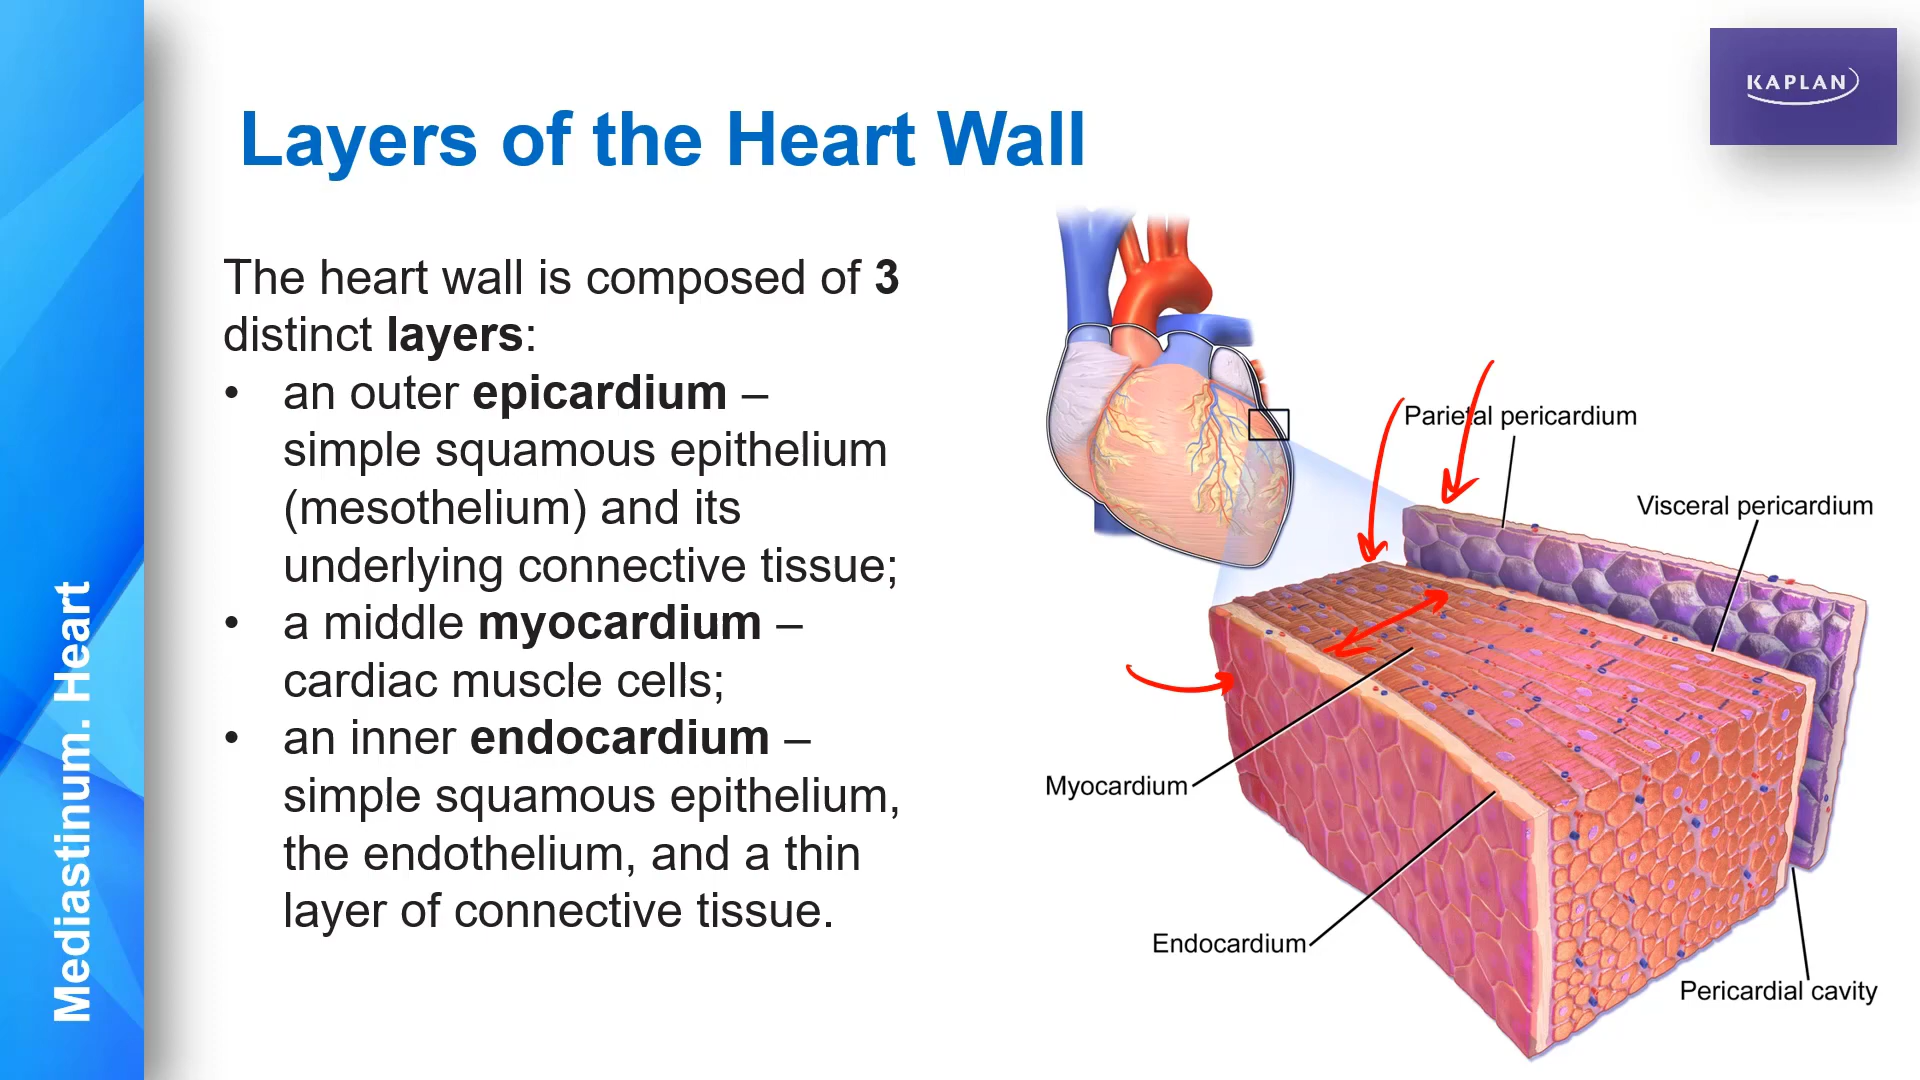 KAPLAN
Layers of the Heart Wall
The heart wall is composed of 3
distinct layers:
• an outer epicardium –
simple squamous epithelium
(mesothelium) and its
underlying connective tissue;
• a middle myocardium –
cardiac muscle cells;
• an inner endocardium –
simple squamous epithelium,
the endothelium, and a thin
layer of connective tissue.
Parietal pericardium
Visceral pericardium
Myocardium
Endocardium
Pericardial cavity
Mediastinum. Heart